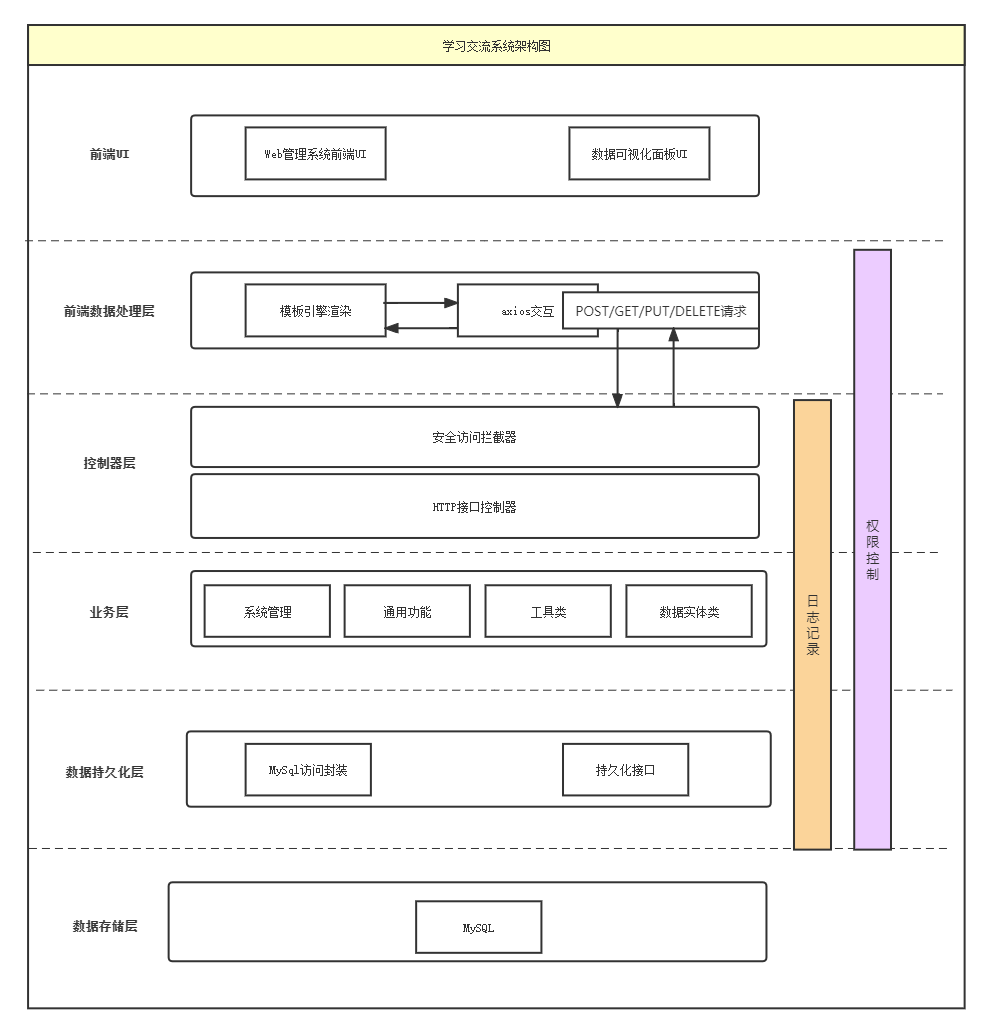 学习交流系统架构图
前端UI
Web管理系统前端UI
数据可视化面板UI
前端数据处理层
模板引擎渲染
axios交互
POST/GET/PUT/DELETE请求
控制器层
安全访问拦截器
HTTP接口控制器
业务层
系统管理
通用功能
工具类
数据实体类
数据持久化层
MySql访问封装
持久化接口
数据存储层
MySQL
日志记录
权限控制